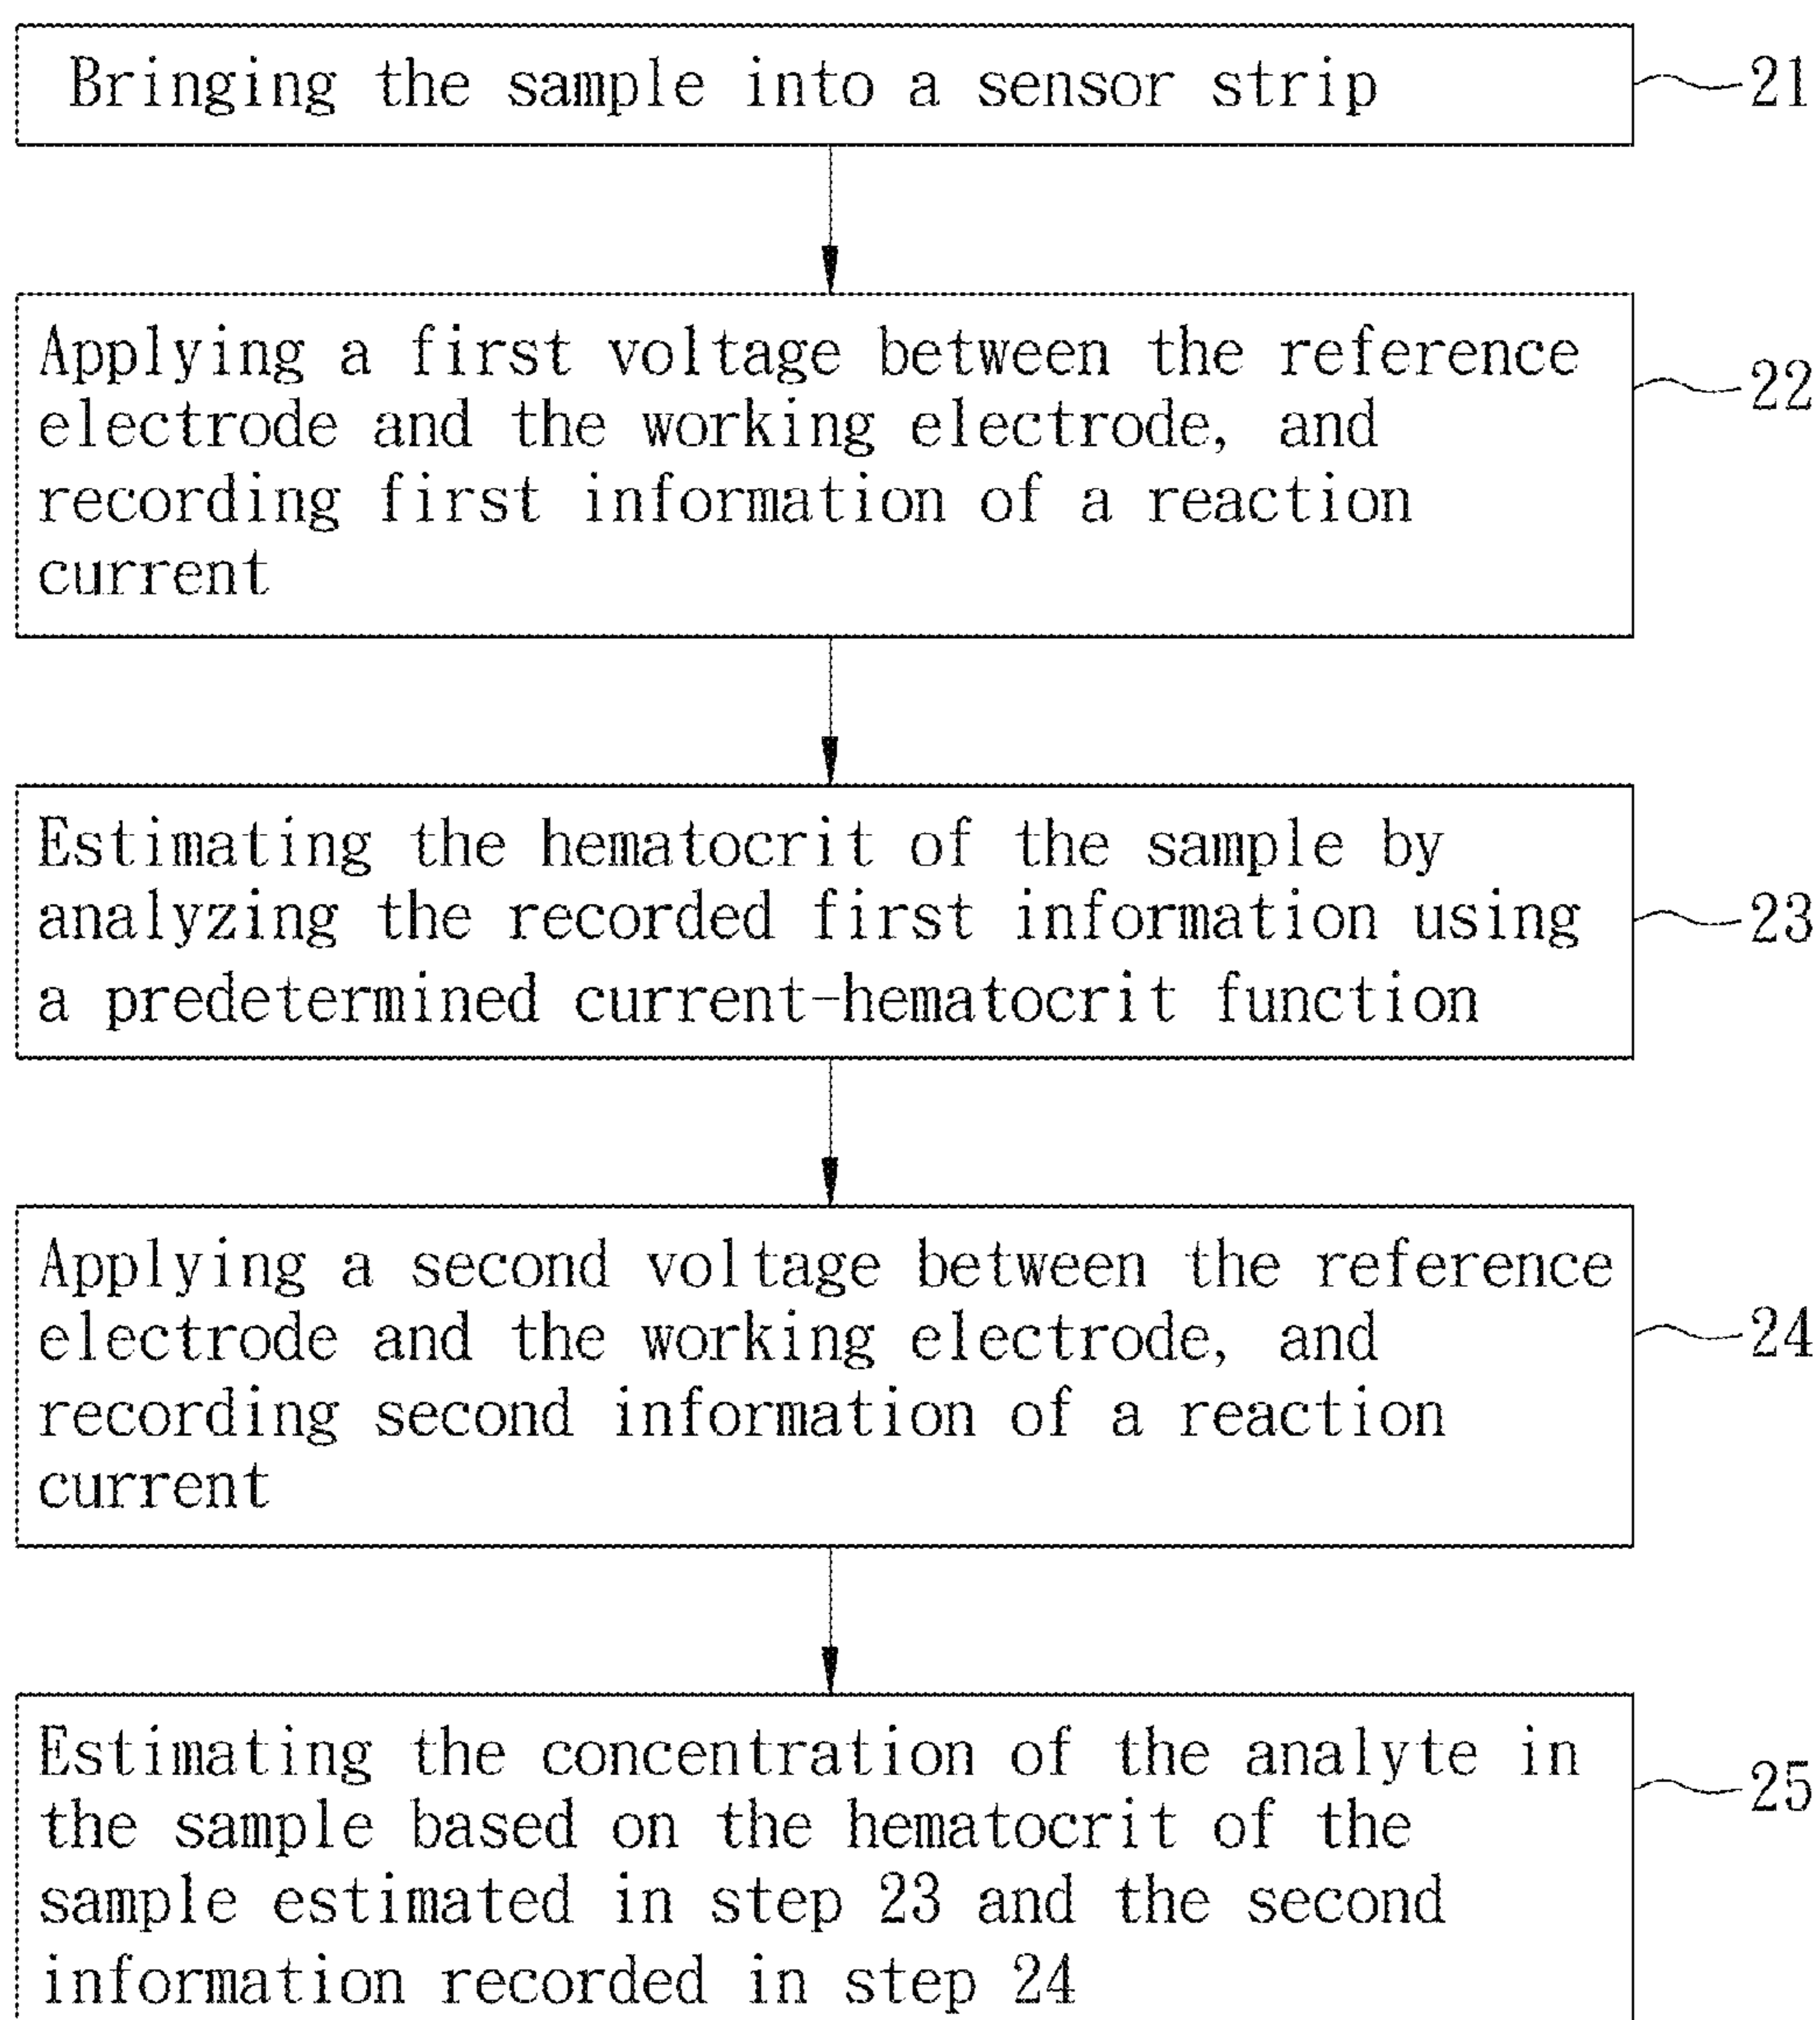 Bringing the sample into a sensor strip
21
Applying a first voltage between the reference
electrode and the working electrode, and
recording first information of a reaction
current
22
Estimating the hematocrit of the sample by
analyzing the recorded first information using
a predetermined current-hematocrit function
23
Applying a second voltage between the reference
electrode and the working electrode, and
recording second information of a reaction
current
24
Estimating the concentration of the analyte in
the sample based on the hematocrit of the
sample estimated in step 23 and the second
information recorded in step 24
25